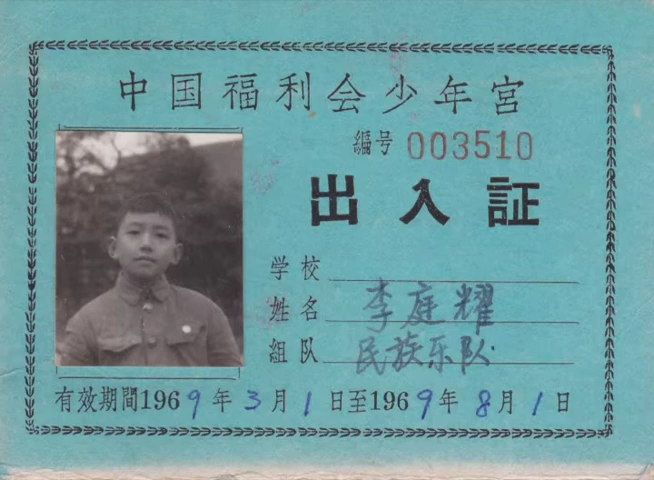 中国福利会少年宫
編号 003510
出入証
学校
姓名 李庭耀
組队 民族乐队
有效期間1969年3月1日至1969年8月1日